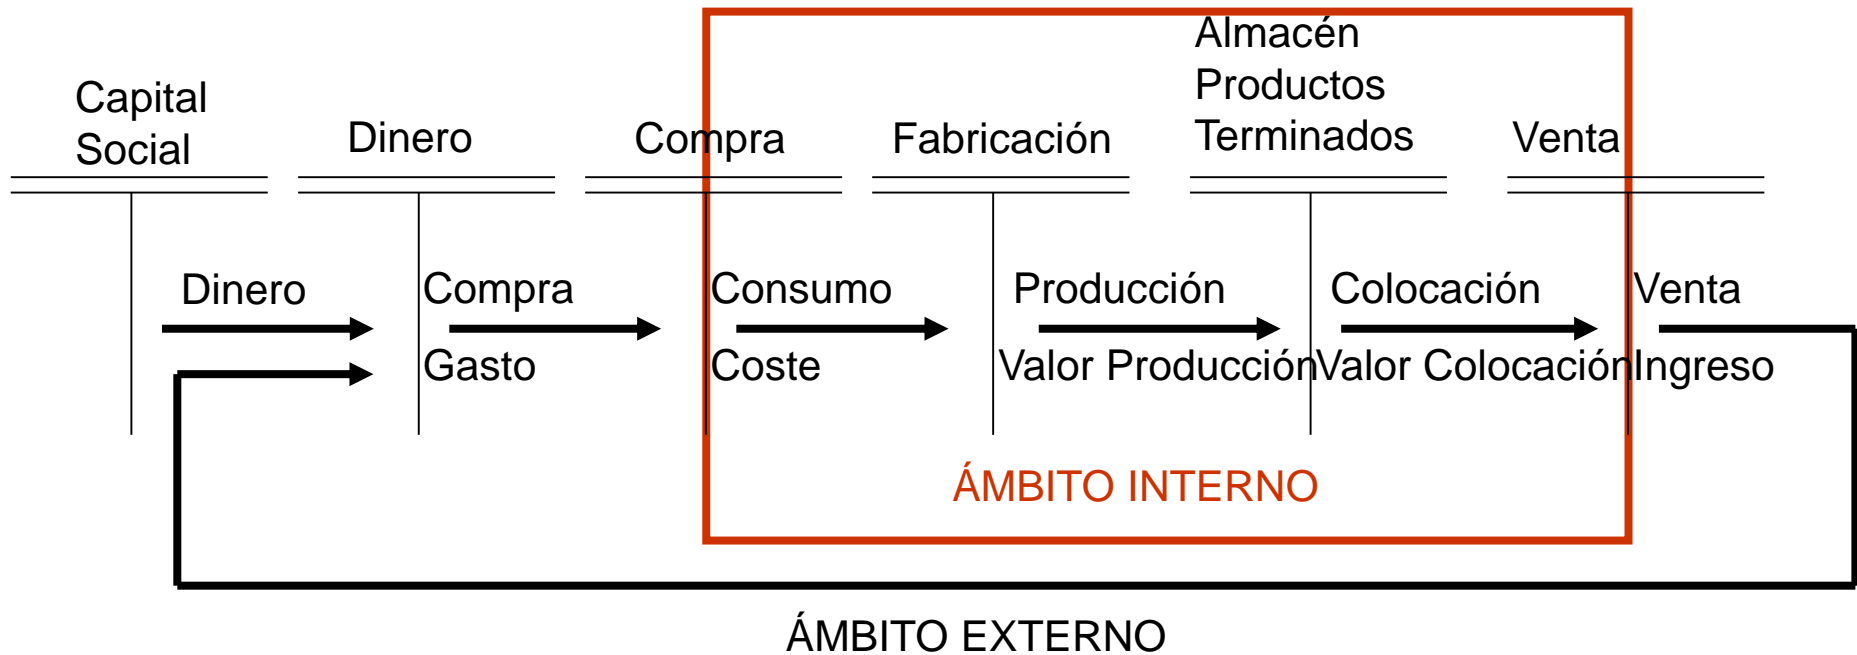 Capital
Social
Dinero
Compra
Fabricación
Almacén
Productos
Terminados
Venta
Dinero
Compra
Consumo
Producción
Colocación
Venta
Gasto
Coste
Valor Producción
Valor Colocación
Ingreso
ÁMBITO INTERNO
ÁMBITO EXTERNO